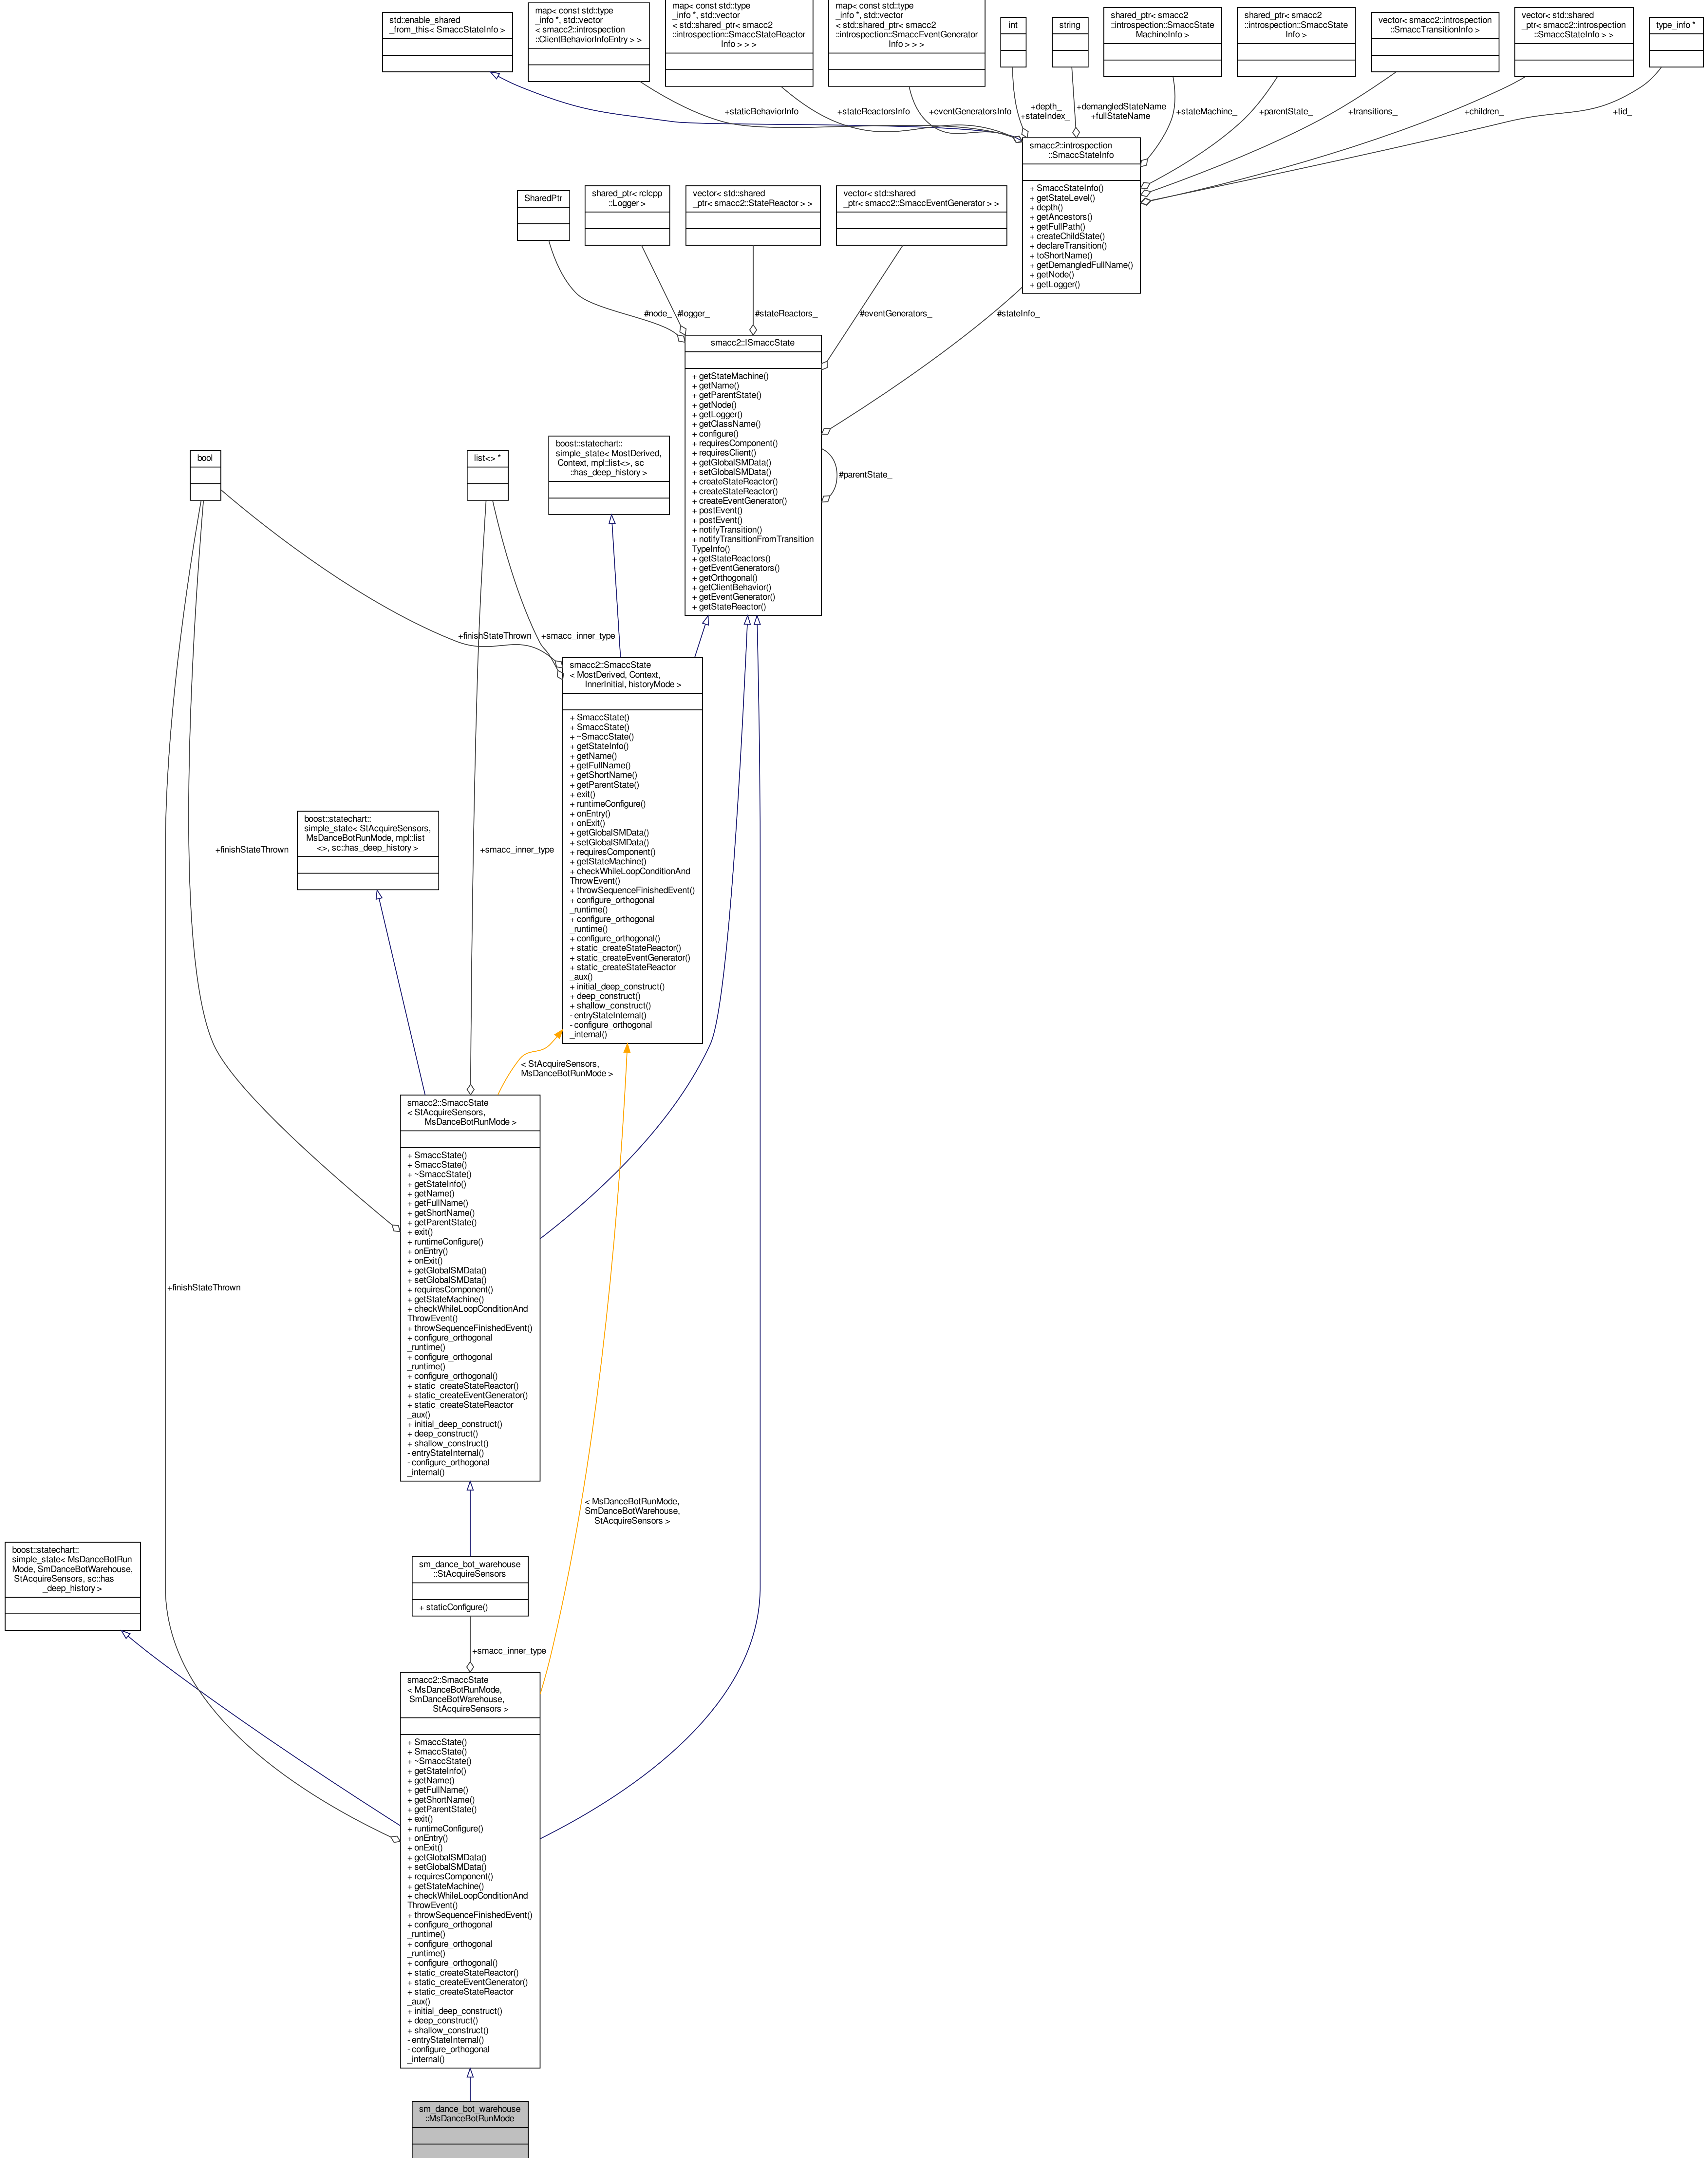 std::enable_shared
_from_this< SmaccStateInfo >
map< const std::type
_info *, std::vector
< smacc2::introspection
::ClientBehaviorInfoEntry > >
map< const std::type
_info *, std::vector
< std::shared_ptr< smacc2
::introspection::SmaccStateReactor
Info > > >
map< const std::type
_info *, std::vector
< std::shared_ptr< smacc2
::introspection::SmaccEventGenerator
Info > > >
int
string
shared_ptr< smacc2
::introspection::SmaccState
MachineInfo >
shared_ptr< smacc2
::introspection::SmaccState
Info >
vector< smacc2::introspection
::SmaccTransitionInfo >
vector< std::shared
_ptr< smacc2::introspection
::SmaccStateInfo > >
type_info *
+staticBehaviorInfo
+stateReactorsInfo
+eventGeneratorsInfo
+depth_
+stateIndex_
+demangledStateName
+fullStateName
+stateMachine_
+parentState_
+transitions_
+children_
+tid_
smacc2::introspection
::SmaccStateInfo
+ SmaccStateInfo()
+ getStateLevel()
+ depth()
+ getAncestors()
+ getFullPath()
+ createChildState()
+ declareTransition()
+ toShortName()
+ getDemangledFullName()
+ getNode()
+ getLogger()
SharedPtr
shared_ptr< rclcpp
::Logger >
vector< std::shared
_ptr< smacc2::StateReactor > >
vector< std::shared
_ptr< smacc2::SmaccEventGenerator > >
#node_
#logger_
#stateReactors_
#eventGenerators_
#stateInfo_
smacc2::ISmaccState
+ getStateMachine()
+ getName()
+ getParentState()
+ getNode()
+ getLogger()
+ getClassName()
+ configure()
+ requiresComponent()
+ requiresClient()
+ getGlobalSMData()
+ setGlobalSMData()
+ createStateReactor()
+ createStateReactor()
+ createEventGenerator()
+ postEvent()
+ postEvent()
+ notifyTransition()
+ notifyTransitionFromTransition
TypeInfo()
+ getStateReactors()
+ getEventGenerators()
+ getOrthogonal()
+ getClientBehavior()
+ getEventGenerator()
+ getStateReactor()
#parentState_
bool
list<> *
boost::statechart::
simple_state< MostDerived,
Context, mpl::list<>, sc
::has_deep_history >
+finishStateThrown
+smacc_inner_type
smacc2::SmaccState
< MostDerived, Context,
InnerInitial, historyMode >
+ SmaccState()
+ SmaccState()
+ ~SmaccState()
+ getStateInfo()
+ getName()
+ getFullName()
+ getShortName()
+ getParentState()
+ exit()
+ runtimeConfigure()
+ onEntry()
+ onExit()
+ getGlobalSMData()
+ setGlobalSMData()
+ requiresComponent()
+ getStateMachine()
+ checkWhileLoopConditionAnd
ThrowEvent()
+ throwSequenceFinishedEvent()
+ configure_orthogonal
_runtime()
+ configure_orthogonal
_runtime()
+ configure_orthogonal()
+ static_createStateReactor()
+ static_createEventGenerator()
+ static_createStateReactor
_aux()
+ initial_deep_construct()
+ deep_construct()
+ shallow_construct()
- entryStateInternal()
- configure_orthogonal
_internal()
boost::statechart::
simple_state< StAcquireSensors,
MsDanceBotRunMode, mpl::list
<>, sc::has_deep_history >
+finishStateThrown
+smacc_inner_type
< StAcquireSensors,
MsDanceBotRunMode >
smacc2::SmaccState
< StAcquireSensors,
MsDanceBotRunMode >
+ SmaccState()
+ SmaccState()
+ ~SmaccState()
+ getStateInfo()
+ getName()
+ getFullName()
+ getShortName()
+ getParentState()
+ exit()
+ runtimeConfigure()
+ onEntry()
+ onExit()
+ getGlobalSMData()
+ setGlobalSMData()
+ requiresComponent()
+ getStateMachine()
+ checkWhileLoopConditionAnd
ThrowEvent()
+ throwSequenceFinishedEvent()
+ configure_orthogonal
_runtime()
+ configure_orthogonal
_runtime()
+ configure_orthogonal()
+ static_createStateReactor()
+ static_createEventGenerator()
+ static_createStateReactor
_aux()
+ initial_deep_construct()
+ deep_construct()
+ shallow_construct()
- entryStateInternal()
- configure_orthogonal
_internal()
+finishStateThrown
< MsDanceBotRunMode,
SmDanceBotWarehouse,
StAcquireSensors >
boost::statechart::
simple_state< MsDanceBotRun
Mode, SmDanceBotWarehouse,
StAcquireSensors, sc::has
_deep_history >
sm_dance_bot_warehouse
::StAcquireSensors
+ staticConfigure()
+smacc_inner_type
smacc2::SmaccState
< MsDanceBotRunMode,
SmDanceBotWarehouse,
StAcquireSensors >
+ SmaccState()
+ SmaccState()
+ ~SmaccState()
+ getStateInfo()
+ getName()
+ getFullName()
+ getShortName()
+ getParentState()
+ exit()
+ runtimeConfigure()
+ onEntry()
+ onExit()
+ getGlobalSMData()
+ setGlobalSMData()
+ requiresComponent()
+ getStateMachine()
+ checkWhileLoopConditionAnd
ThrowEvent()
+ throwSequenceFinishedEvent()
+ configure_orthogonal
_runtime()
+ configure_orthogonal
_runtime()
+ configure_orthogonal()
+ static_createStateReactor()
+ static_createEventGenerator()
+ static_createStateReactor
_aux()
+ initial_deep_construct()
+ deep_construct()
+ shallow_construct()
- entryStateInternal()
- configure_orthogonal
_internal()
sm_dance_bot_warehouse
::MsDanceBotRunMode